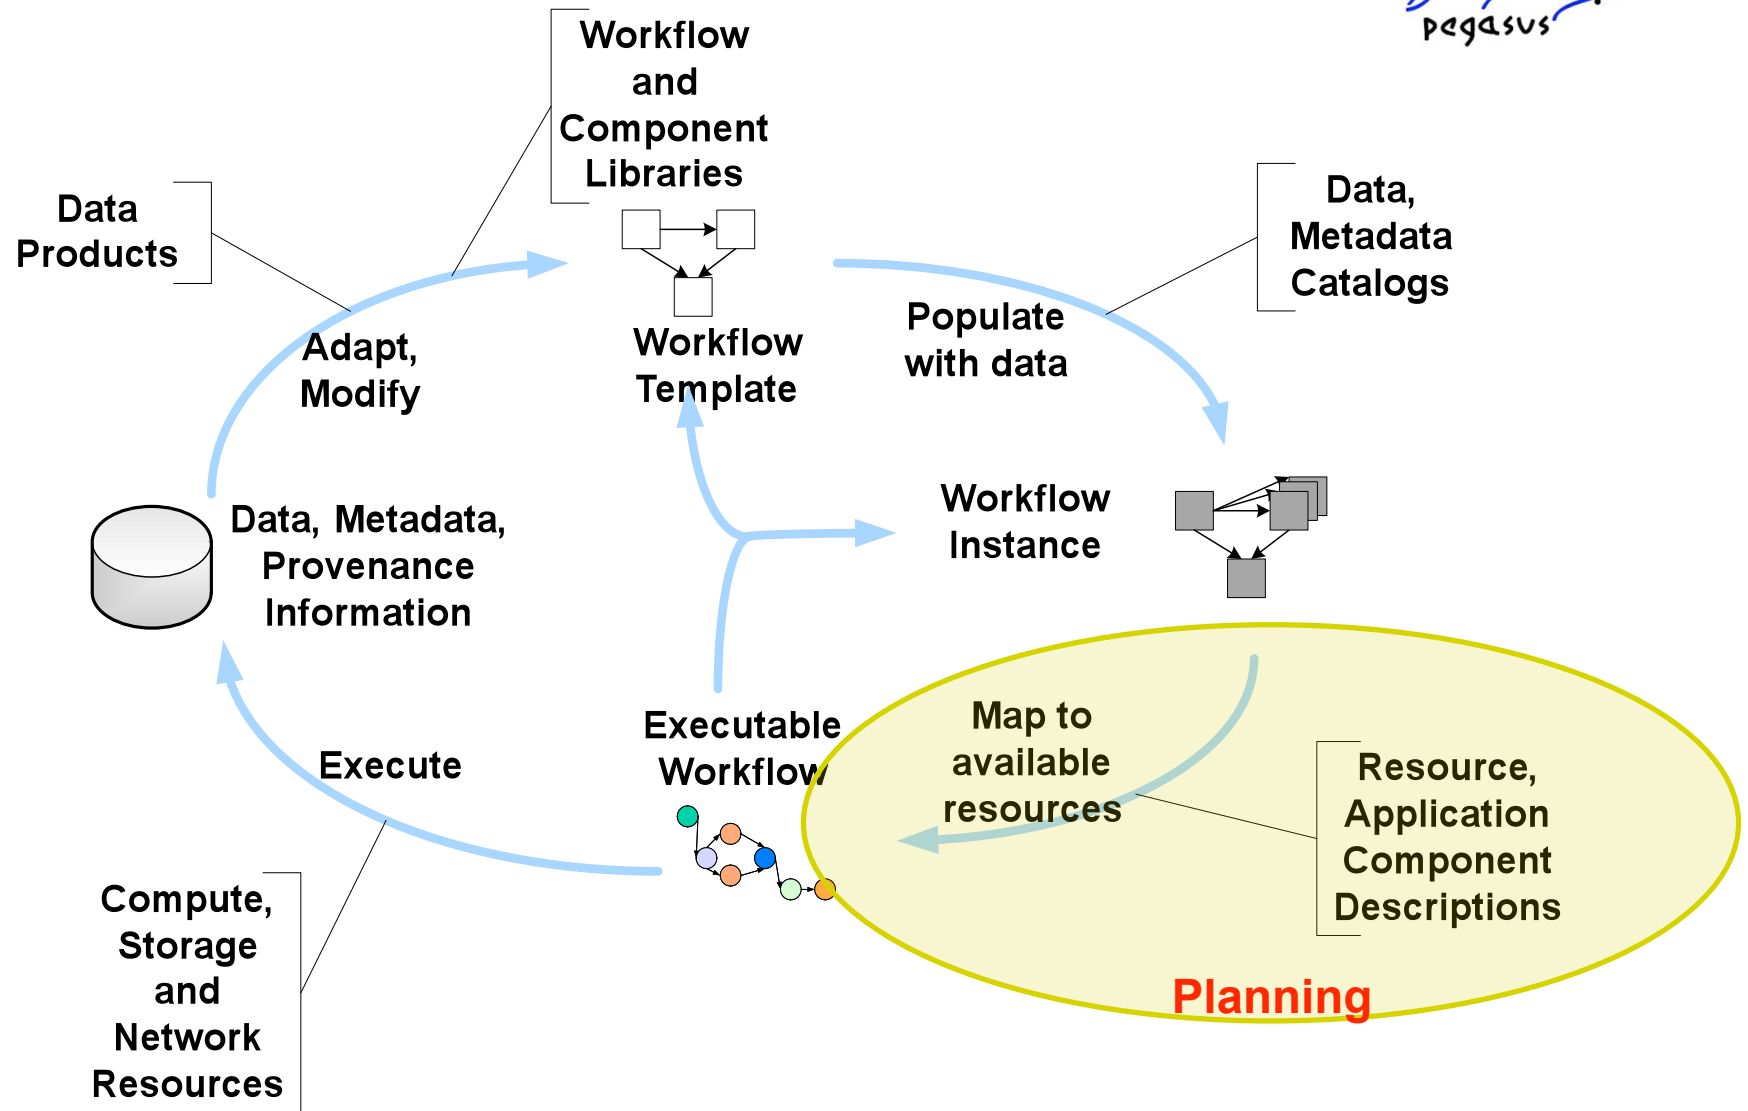 pegasus
Workflow
and
Component
Libraries
Data
Products
Data,
Metadata
Catalogs
Adapt,
Modify
Workflow
Template
Populate
with data
Data, Metadata,
Provenance
Information
Workflow
Instance
Executable
Workflow
Map to
available
resources
Resource,
Application
Component
Descriptions
Execute
Compute,
Storage
and
Network
Resources
Planning